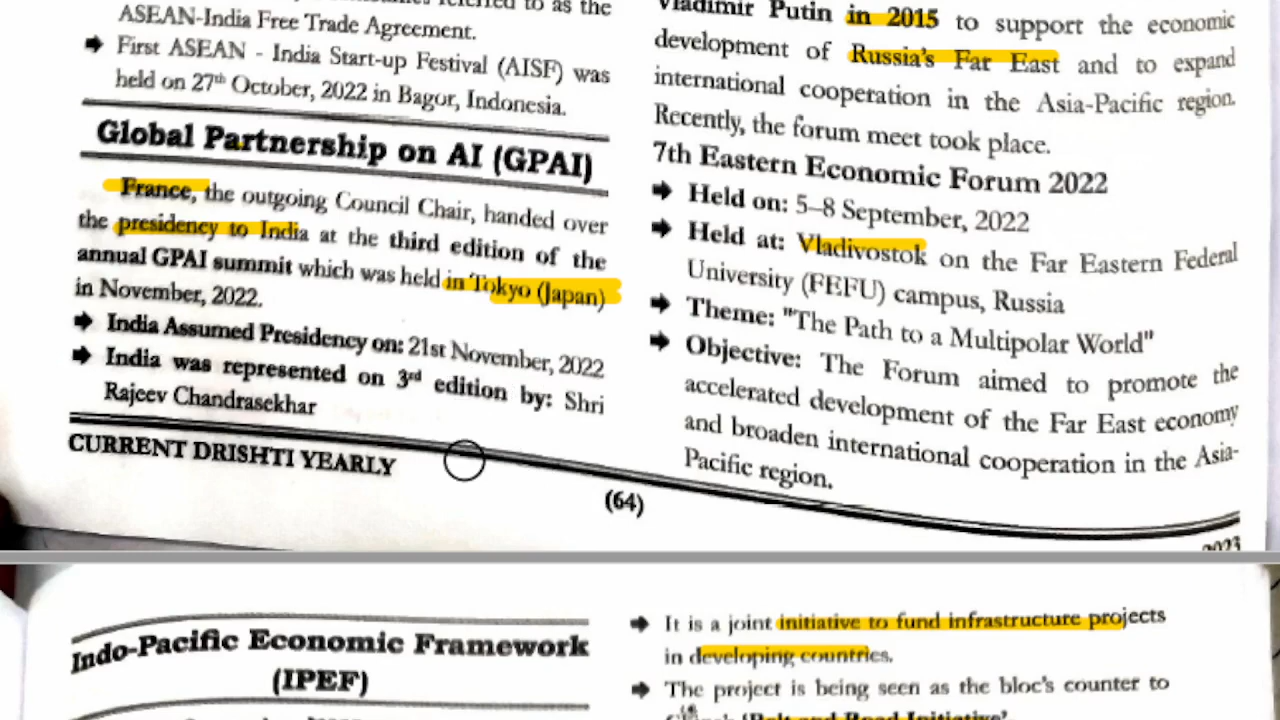 referred to as the
ASEAN-India Free Trade Agreement.
➔ First ASEAN - India Start-up Festival (AISF) was
held on 27th October, 2022 in Bagor, Indonesia.
Global Partnership on AI (GPAI)
France, the outgoing Council Chair, handed over
the presidency to India at the third edition of the
annual GPAI summit which was held in Tokyo (Japan)
in November, 2022.
➔ India Assumed Presidency on: 21st November, 2022
➔ India was represented on 3rd edition by: Shri
Rajeev Chandrasekhar
Vladimir Putin in 2015 to support the economic
development of Russia's Far East and to expand
international cooperation in the Asia-Pacific region.
Recently, the forum meet took place.
7th Eastern Economic Forum 2022
➔ Held on: 5–8 September, 2022
➔ Held at: Vladivostok on the Far Eastern Federal
University (FEFU) campus, Russia
➔ Theme: "The Path to a Multipolar World"
➔ Objective: The Forum aimed to promote the
accelerated development of the Far East economy
and broaden international cooperation in the Asia-
Pacific region.
CURRENT DRISHTI YEARLY
(64)
2023
Indo-Pacific Economic Framework
(IPEF)
➔ It is a joint initiative to fund infrastructure projects
in developing countries.
➔ The project is being seen as the bloc's counter to
'Belt and Road Initiative'.